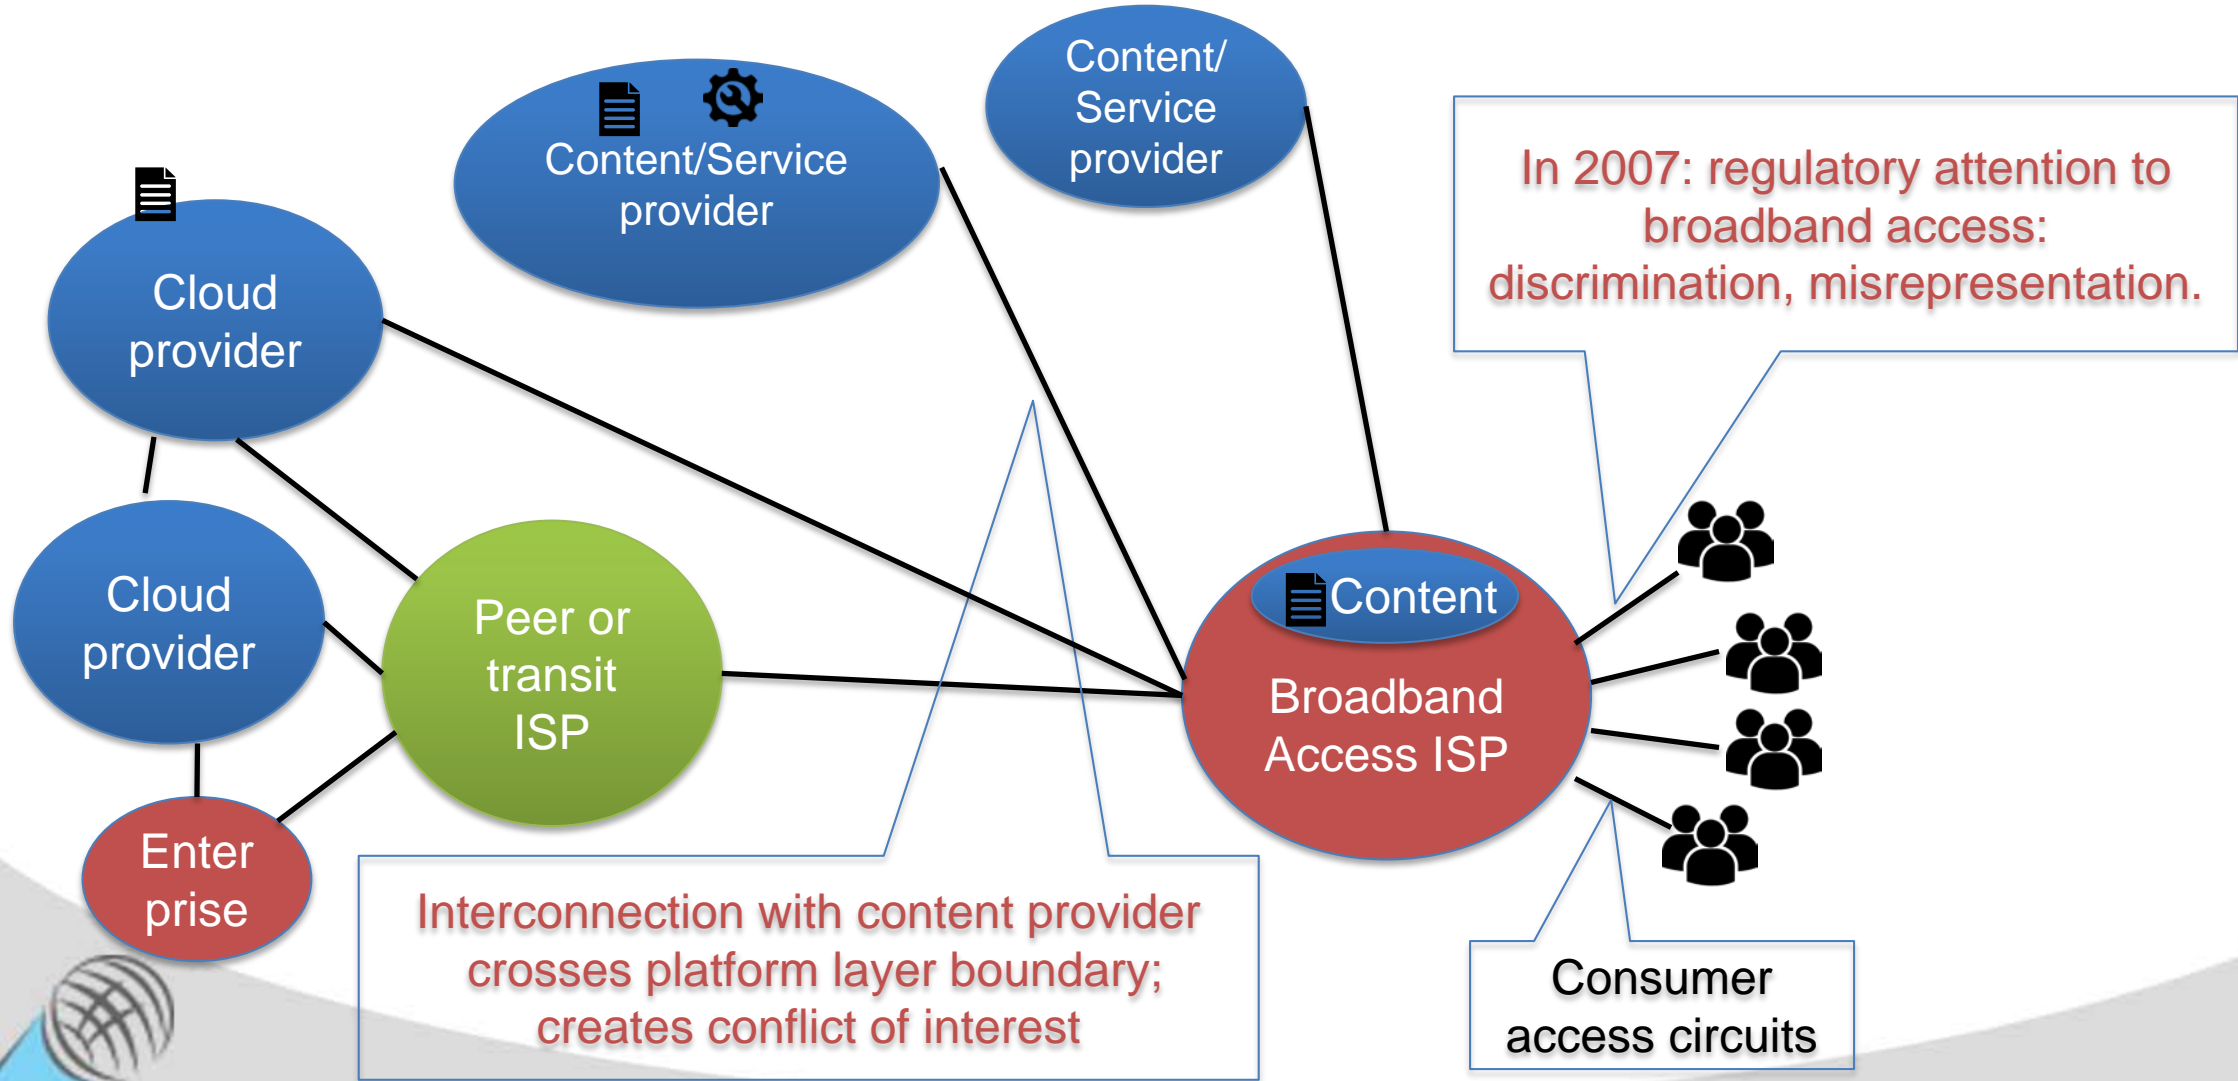 Content/
Service
provider
Content/Service
provider
In 2007: regulatory attention to
broadband access:
discrimination, misrepresentation.
Cloud
provider
Cloud
provider
Peer or
transit
ISP
Content
Broadband
Access ISP
Enter
prise
Interconnection with content provider
crosses platform layer boundary;
creates conflict of interest
Consumer
access circuits